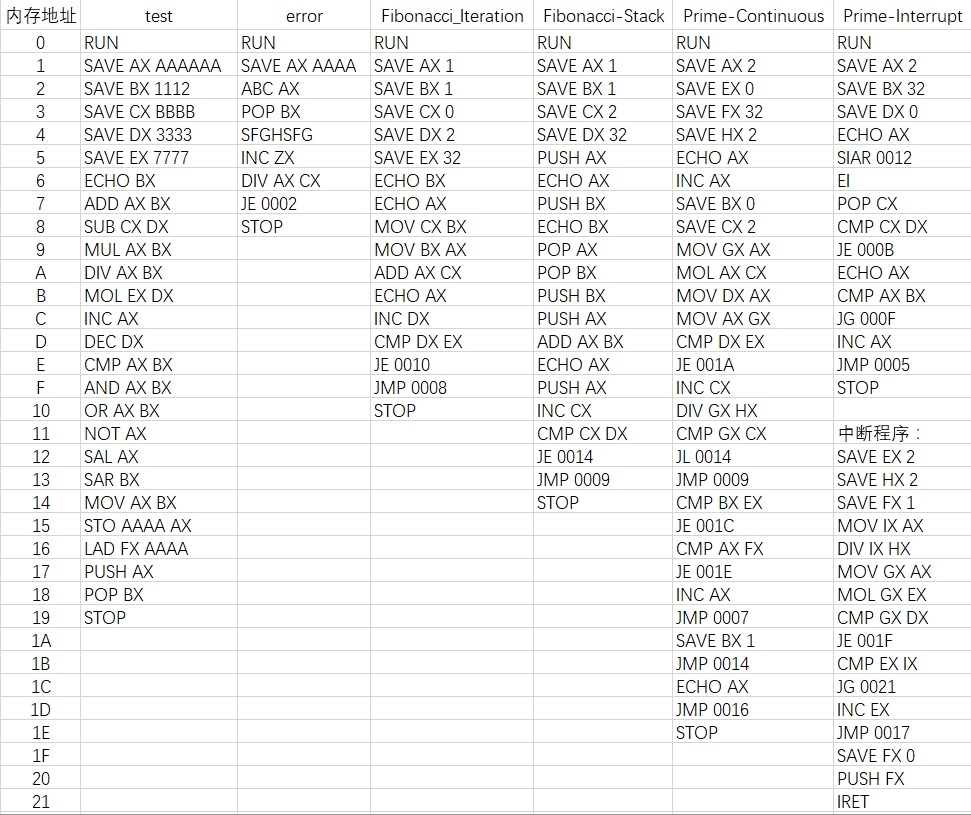 内存地址 test error Fibonacci_Iteration Fibonacci-Stack Prime-Continuous Prime-Interrupt
0 RUN RUN RUN RUN RUN RUN
1 SAVE AX AAAAAA SAVE AX AAAA SAVE AX 1 SAVE AX 1 SAVE AX 2 SAVE AX 2
2 SAVE BX 1112 ABC AX SAVE BX 1 SAVE BX 1 SAVE EX 0 SAVE BX 32
3 SAVE CX BBBB POP BX SAVE CX 0 SAVE CX 2 SAVE FX 32 SAVE DX 0
4 SAVE DX 3333 SFGHSFG SAVE DX 2 SAVE DX 32 SAVE HX 2 ECHO AX
5 SAVE EX 7777 INC ZX SAVE EX 32 PUSH AX ECHO AX SIAR 0012
6 ECHO BX DIV AX CX ECHO BX ECHO AX INC AX EI
7 ADD AX BX JE 0002 ECHO AX PUSH BX SAVE BX 0 POP CX
8 SUB CX DX STOP MOV CX BX ECHO BX SAVE CX 2 CMP CX DX
9 MUL AX BX MOV BX AX POP AX MOV GX AX JE 000B
A DIV AX BX ADD AX CX POP BX MOL AX CX ECHO AX
B MOL EX DX ECHO AX PUSH BX MOV DX AX CMP AX BX
C INC AX INC DX PUSH AX MOV AX GX JG 000F
D DEC DX CMP DX EX ADD AX BX CMP DX EX INC AX
E CMP AX BX JE 0010 ECHO AX JE 001A JMP 0005
F AND AX BX JMP 0008 PUSH AX INC CX STOP
10 OR AX BX STOP INC CX DIV GX HX
11 NOT AX CMP CX DX CMP GX CX 中断程序：
12 SAL AX JE 0014 JL 0014 SAVE EX 2
13 SAR BX JMP 0009 JMP 0009 SAVE HX 2
14 MOV AX BX STOP CMP BX EX SAVE FX 1
15 STO AAAA AX JE 001C MOV IX AX
16 LAD FX AAAA CMP AX FX DIV IX HX
17 PUSH AX JE 001E MOV GX AX
18 POP BX INC AX MOL GX EX
19 STOP JMP 0007 CMP GX DX
1A SAVE BX 1 JE 001F
1B JMP 0014 CMP EX IX
1C ECHO AX JG 0021
1D JMP 0016 INC EX
1E STOP JMP 0017
1F SAVE FX 0
20 PUSH FX
21 IRET